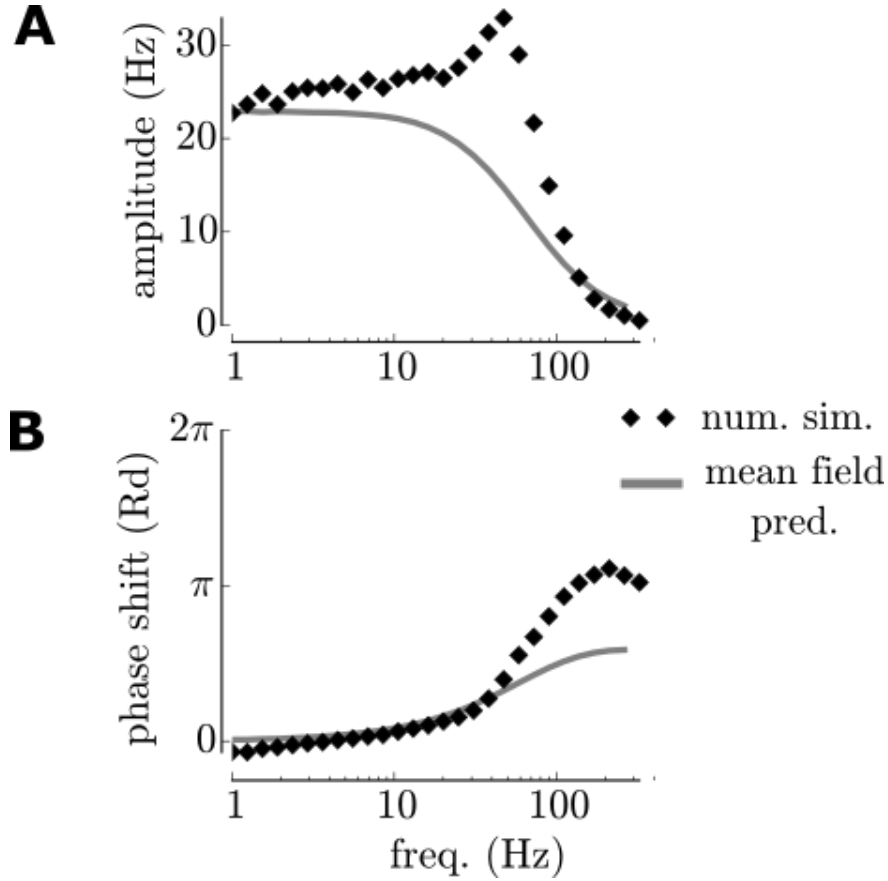 A
amplitude (Hz)
30
20
10
0
1 10 100
B
phase shift (Rd)
2π
π
0
1 10 100
freq. (Hz)
num. sim.
mean field
pred.